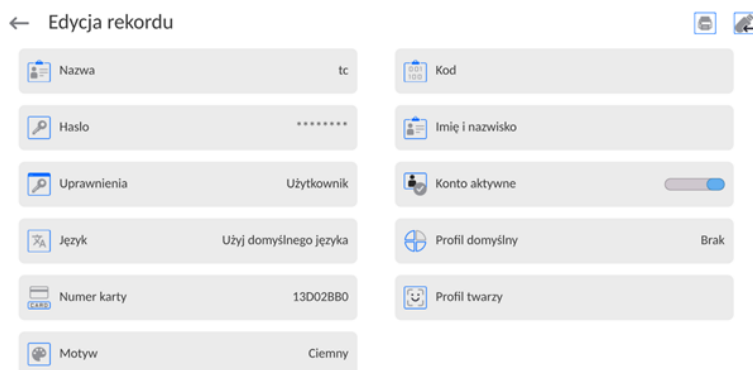 Edycja rekordu
Nazwa tc
Kod
Hasło ********
Imię i nazwisko
Uprawnienia Użytkownik
Konto aktywne
Język Użyj domyślnego języka
Profil domyślny Brak
Numer karty 13D02BB0
Profil twarzy
Motyw Ciemny